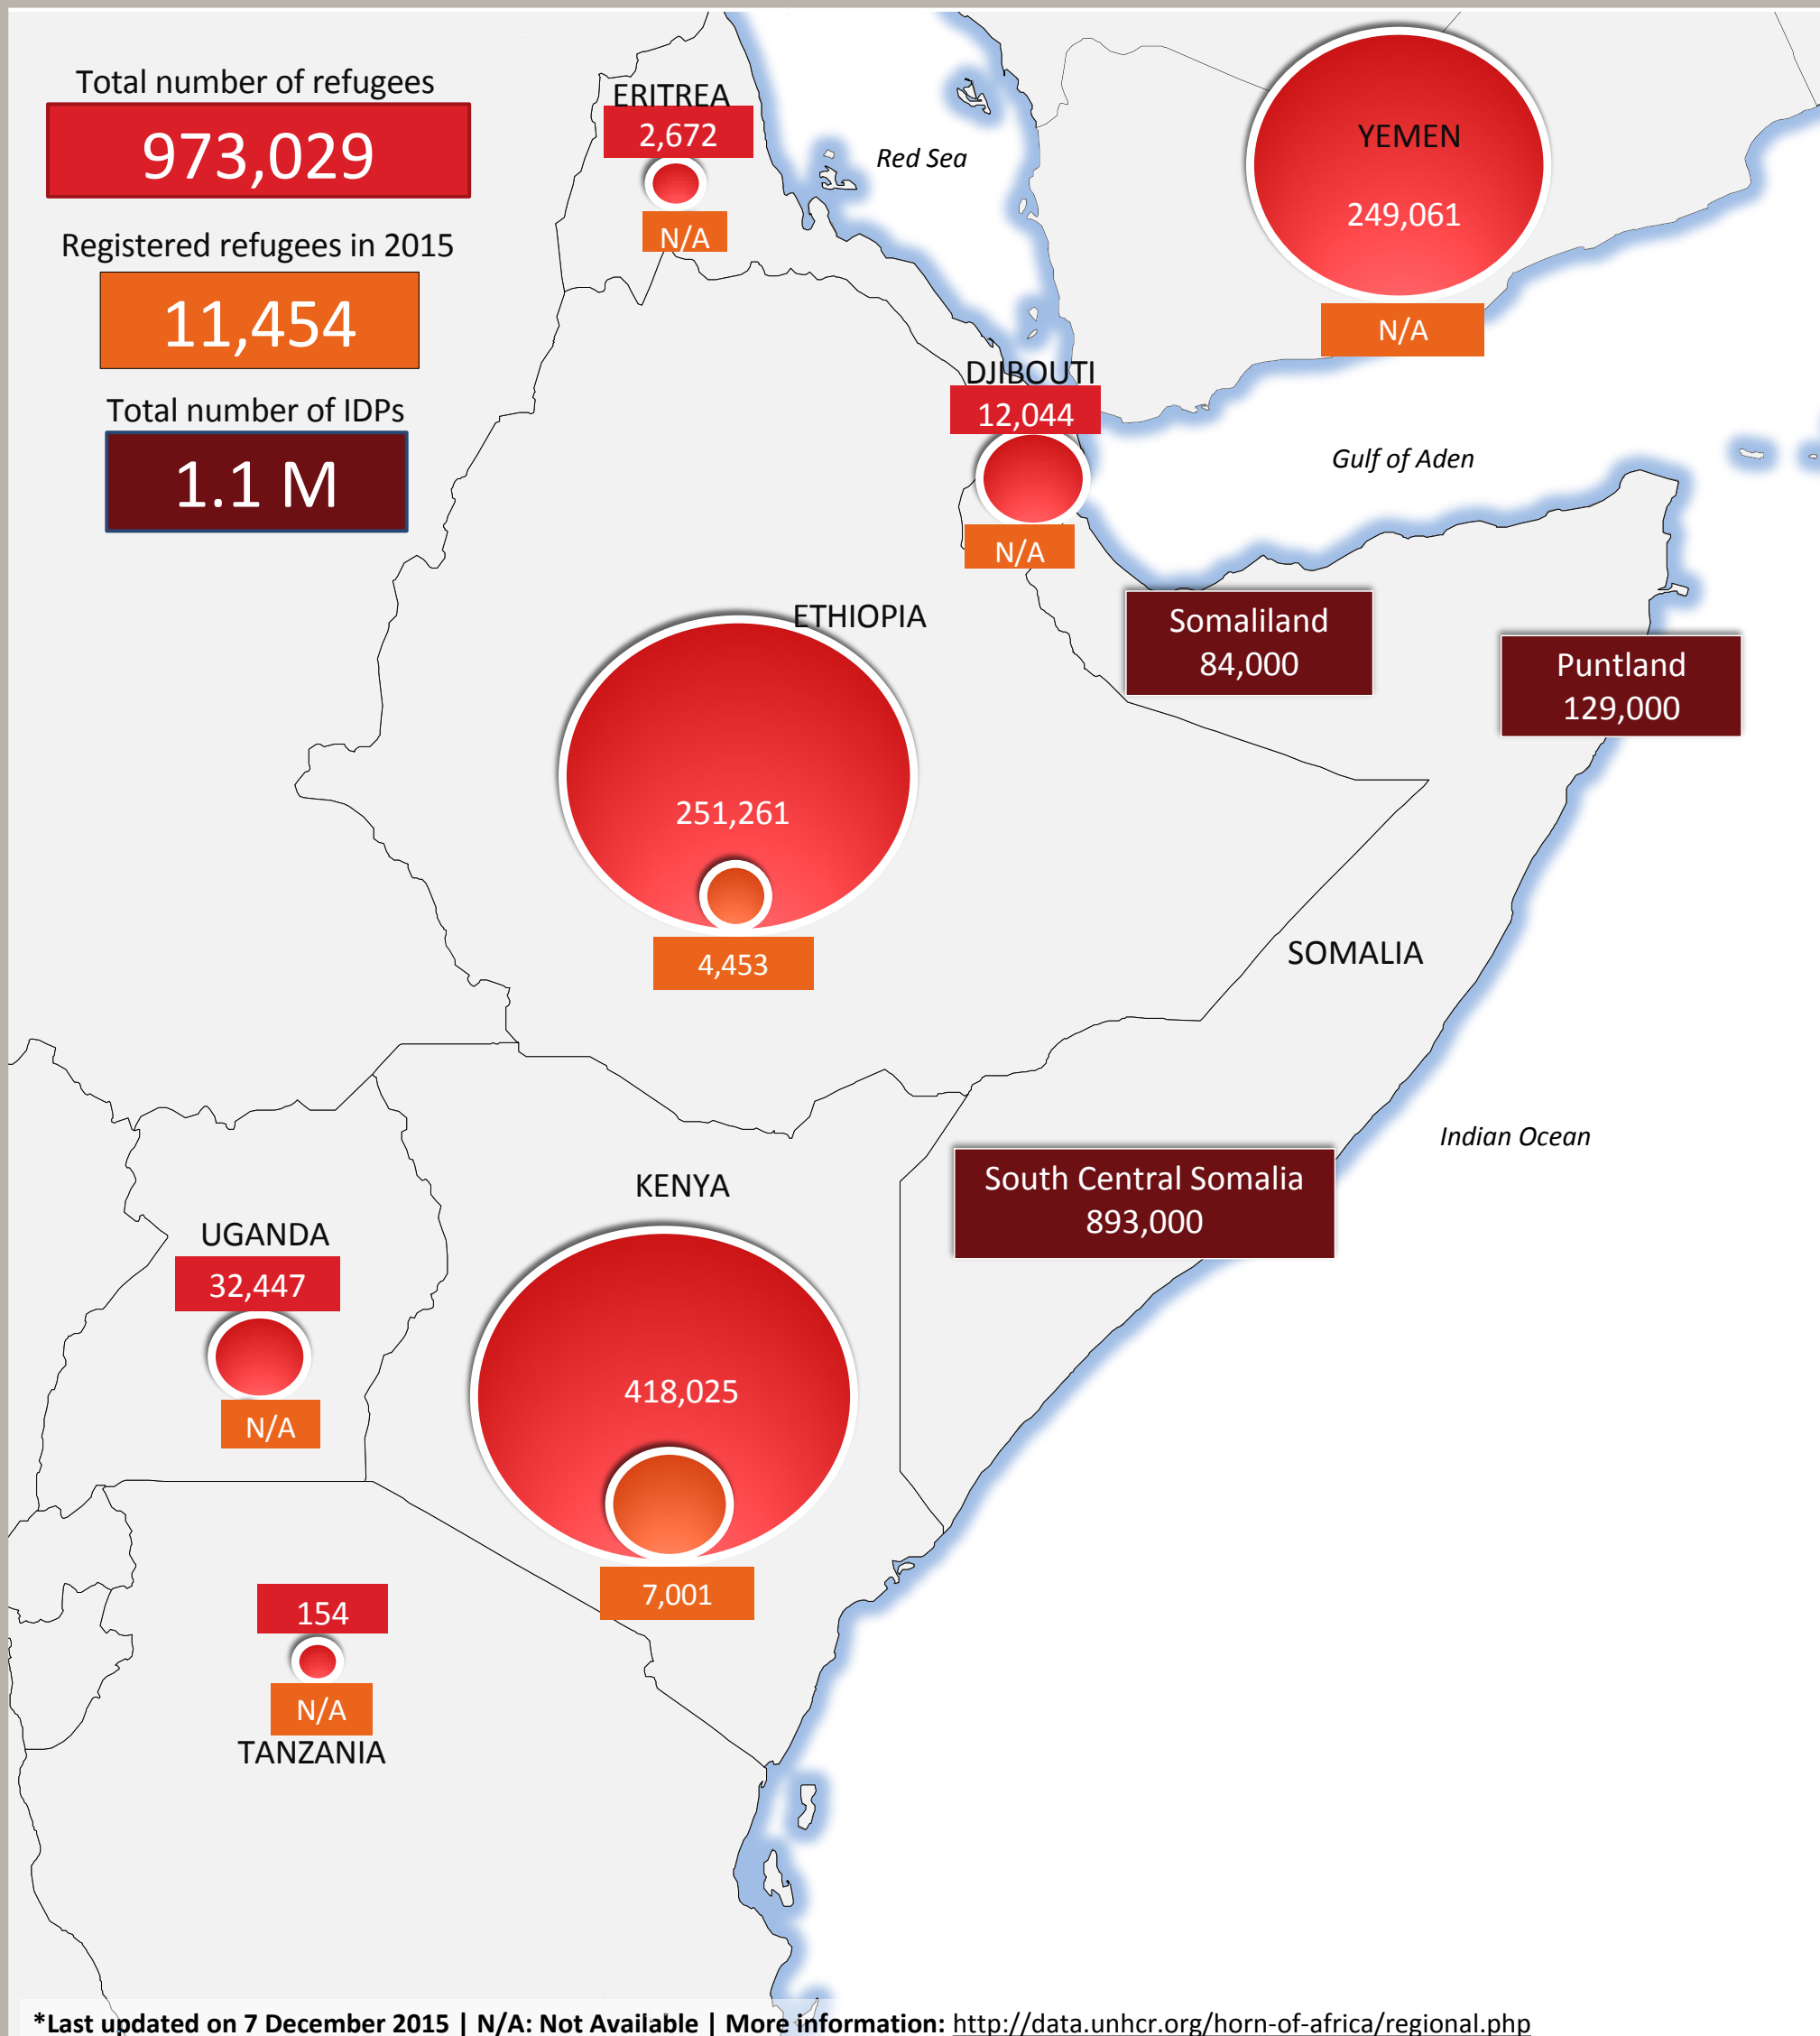 Total number of refugees
973,029
Registered refugees in 2015
11,454
Total number of IDPs
1.1 M
ERITREA
2,672
N/A
Red Sea
YEMEN
249,061
N/A
DJIBOUTI
12,044
N/A
Gulf of Aden
Somaliland
84,000
Puntland
129,000
ETHIOPIA
251,261
4,453
SOMALIA
Indian Ocean
South Central Somalia
893,000
KENYA
418,025
7,001
UGANDA
32,447
N/A
154
N/A
TANZANIA
*Last updated on 7 December 2015 | N/A: Not Available | More information: http://data.unhcr.org/horn-of-africa/regional.php